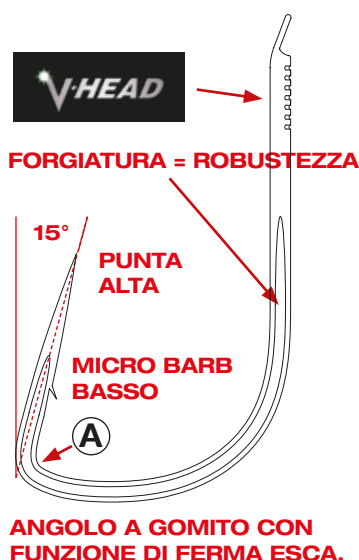 V-HEAD
FORGIATURA = ROBUSTEZZA
15°
PUNTA
ALTA
MICRO BARB
BASSO
A
ANGOLO A GOMITO CON
FUNZIONE DI FERMA ESCA.